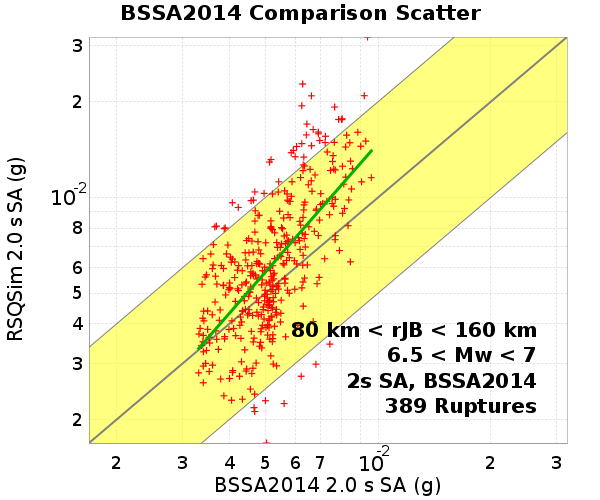 BSSA2014 Comparison Scatter
RSQSim 2.0 s SA (g)
3
2
10-2
8
6
5
4
3
2
80 km < rJB < 160 km
6.5 < Mw < 7
2s SA, BSSA2014
389 Ruptures
2 3 4 5 6 7 10-2 2 3
BSSA2014 2.0 s SA (g)